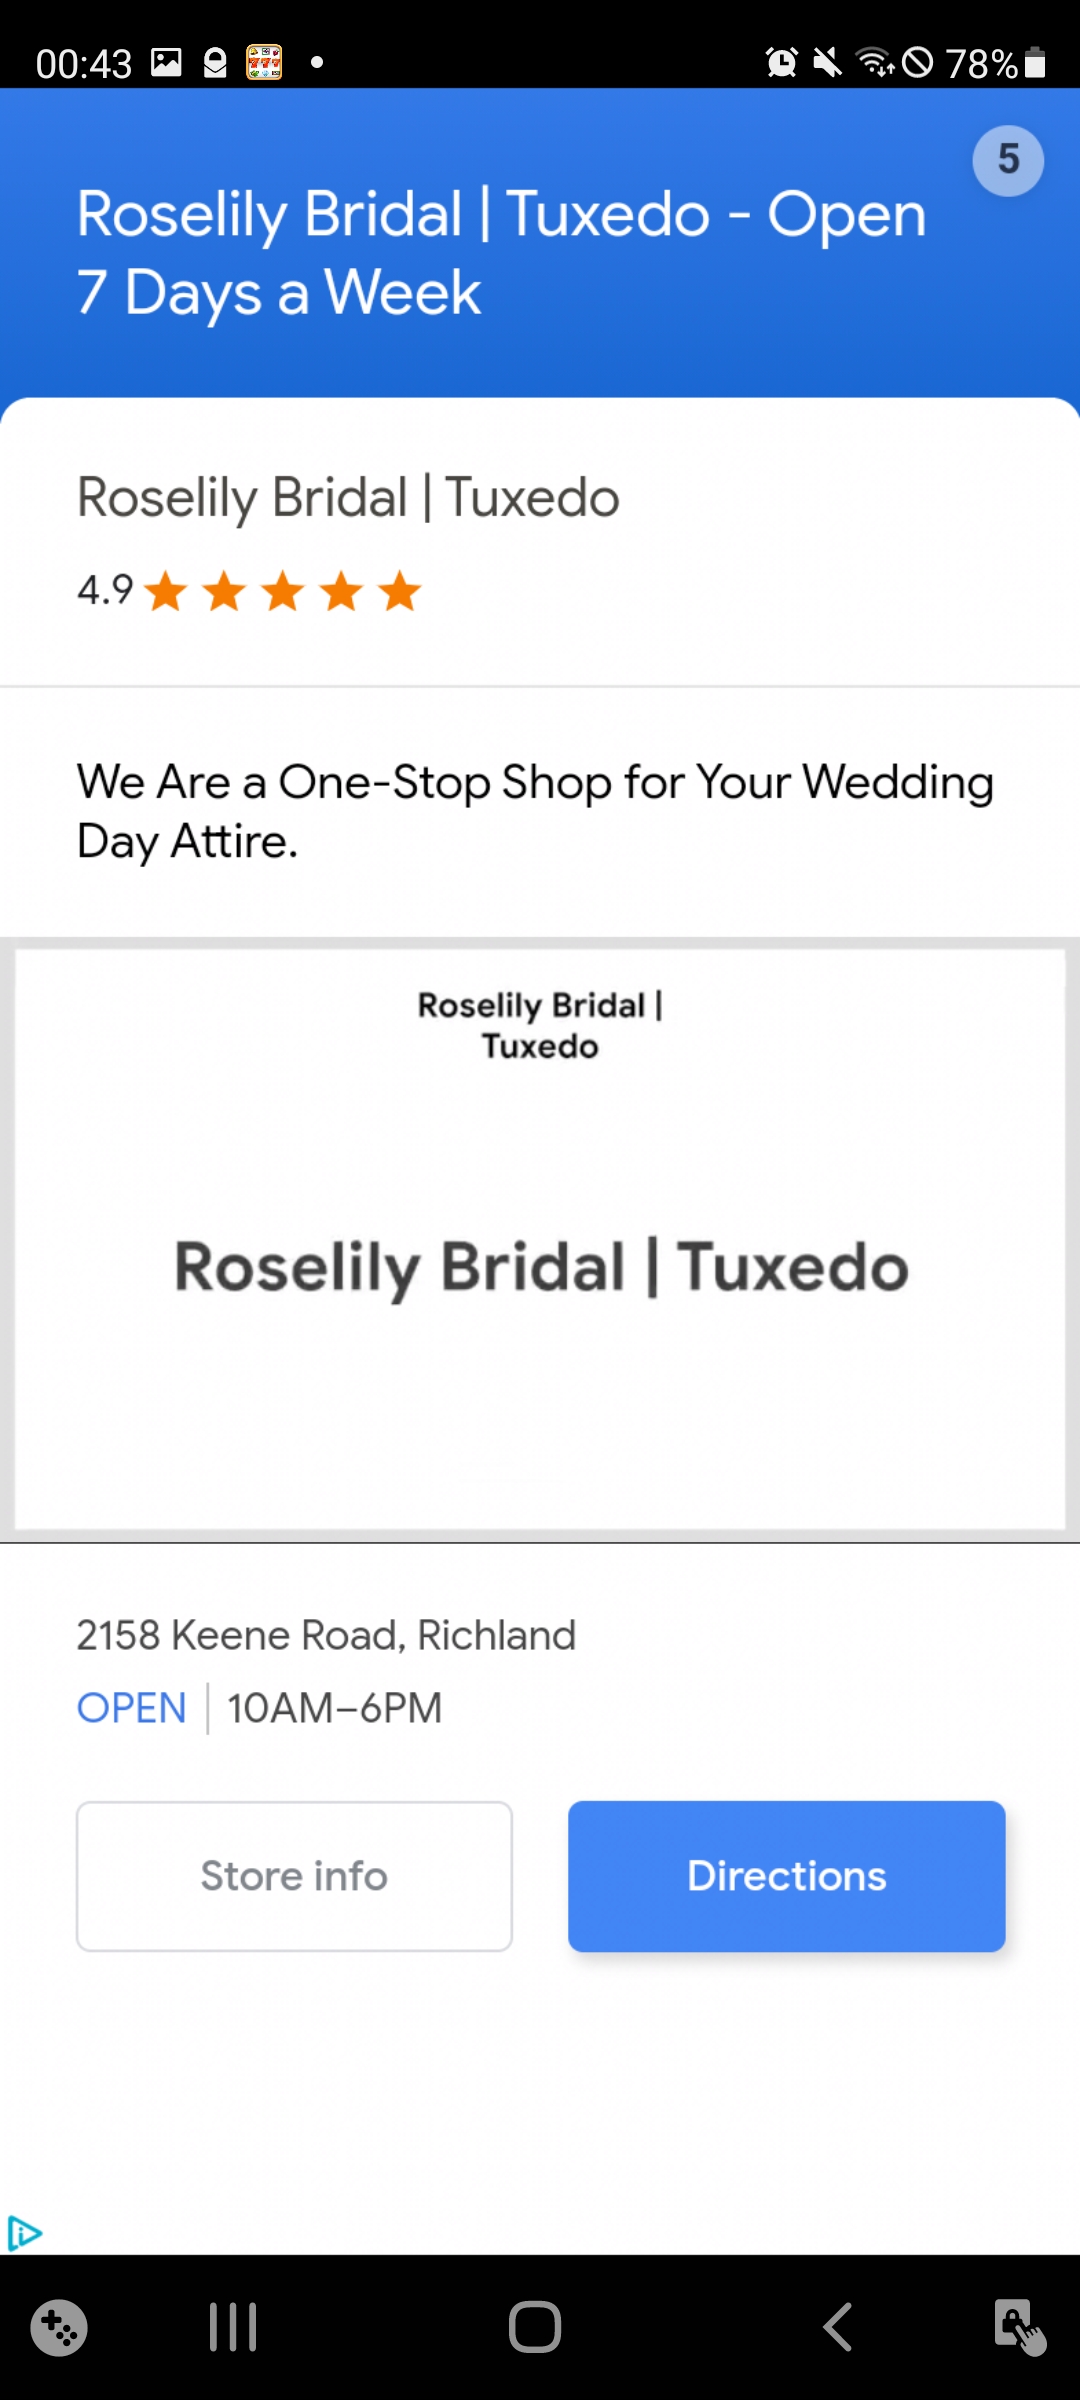 00:43
777
78%
5
Roselily Bridal | Tuxedo - Open
7 Days a Week
Roselily Bridal | Tuxedo
4.9
We Are a One-Stop Shop for Your Wedding
Day Attire.
Roselily Bridal |
Tuxedo
Roselily Bridal | Tuxedo
2158 Keene Road, Richland
OPEN | 10AM–6PM
Store info
Directions